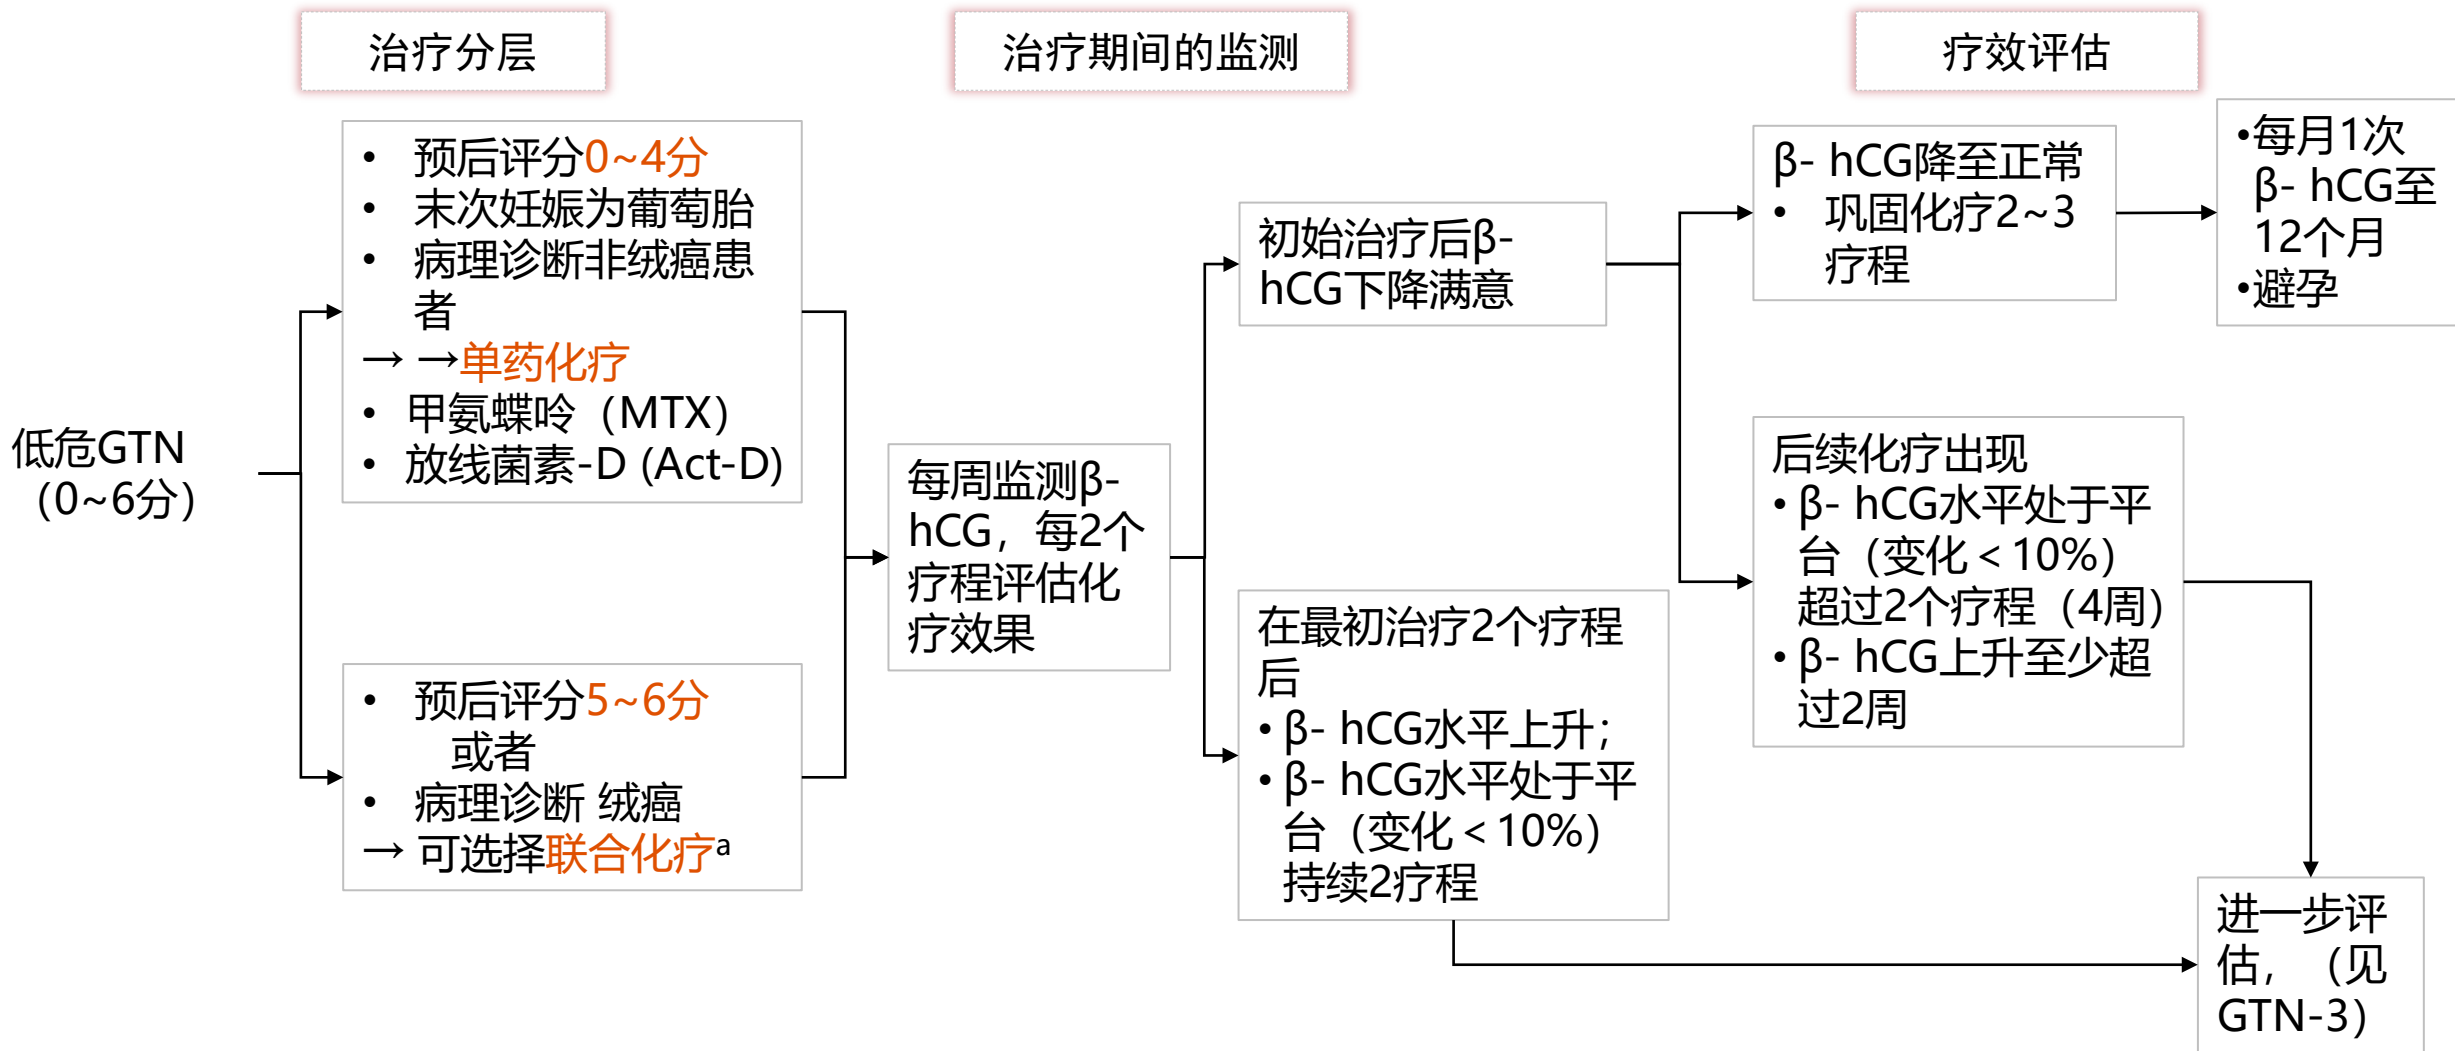 治疗分层
治疗期间的监测
疗效评估
低危GTN
（0~6分）
• 预后评分0~4分
• 末次妊娠为葡萄胎
• 病理诊断非绒癌患
者
→ →单药化疗
• 甲氨蝶呤（MTX）
• 放线菌素-D (Act-D)
• 预后评分5~6分
或者
• 病理诊断 绒癌
→ 可选择联合化疗a
每周监测β-
hCG，每2个
疗程评估化
疗效果
初始治疗后β-
hCG下降满意
在最初治疗2个疗程
后
• β- hCG水平上升；
• β- hCG水平处于平
台（变化＜10%）
持续2疗程
β- hCG降至正常
• 巩固化疗2~3
疗程
•每月1次
β- hCG至
12个月
•避孕
后续化疗出现
• β- hCG水平处于平
台（变化＜10%）
超过2个疗程（4周）
• β- hCG上升至少超
过2周
进一步评
估，（见
GTN-3）